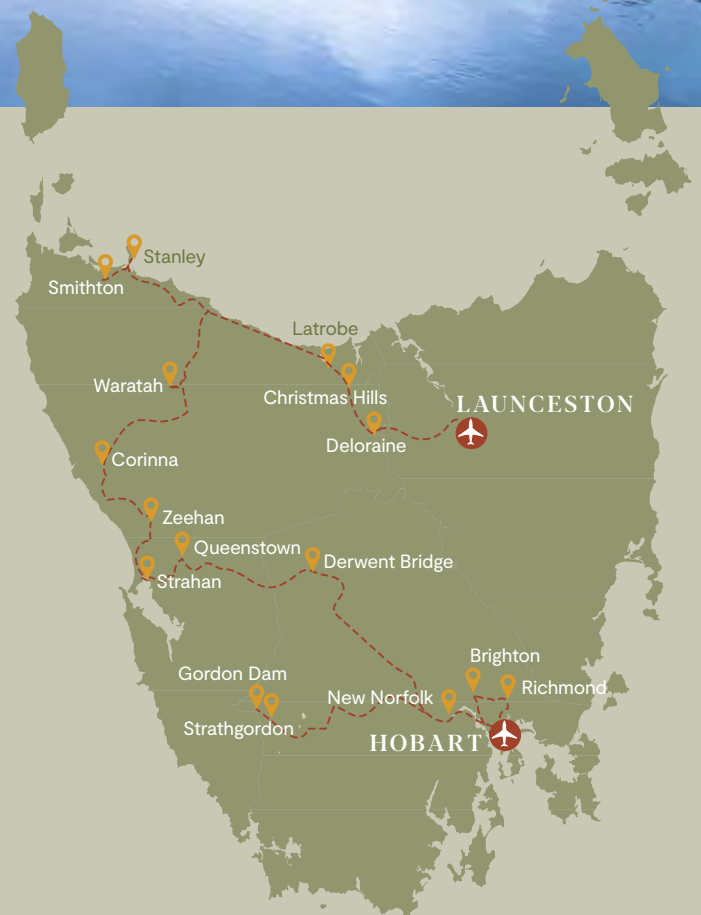 Stanley
Smithton
Latrobe
Waratah
Christmas Hills
LAUNCESTON
Deloraine
Corinna
Zeehan
Queenstown
Derwent Bridge
Strahan
Brighton
Gordon Dam
Richmond
New Norfolk
Strathgordon
HOBART